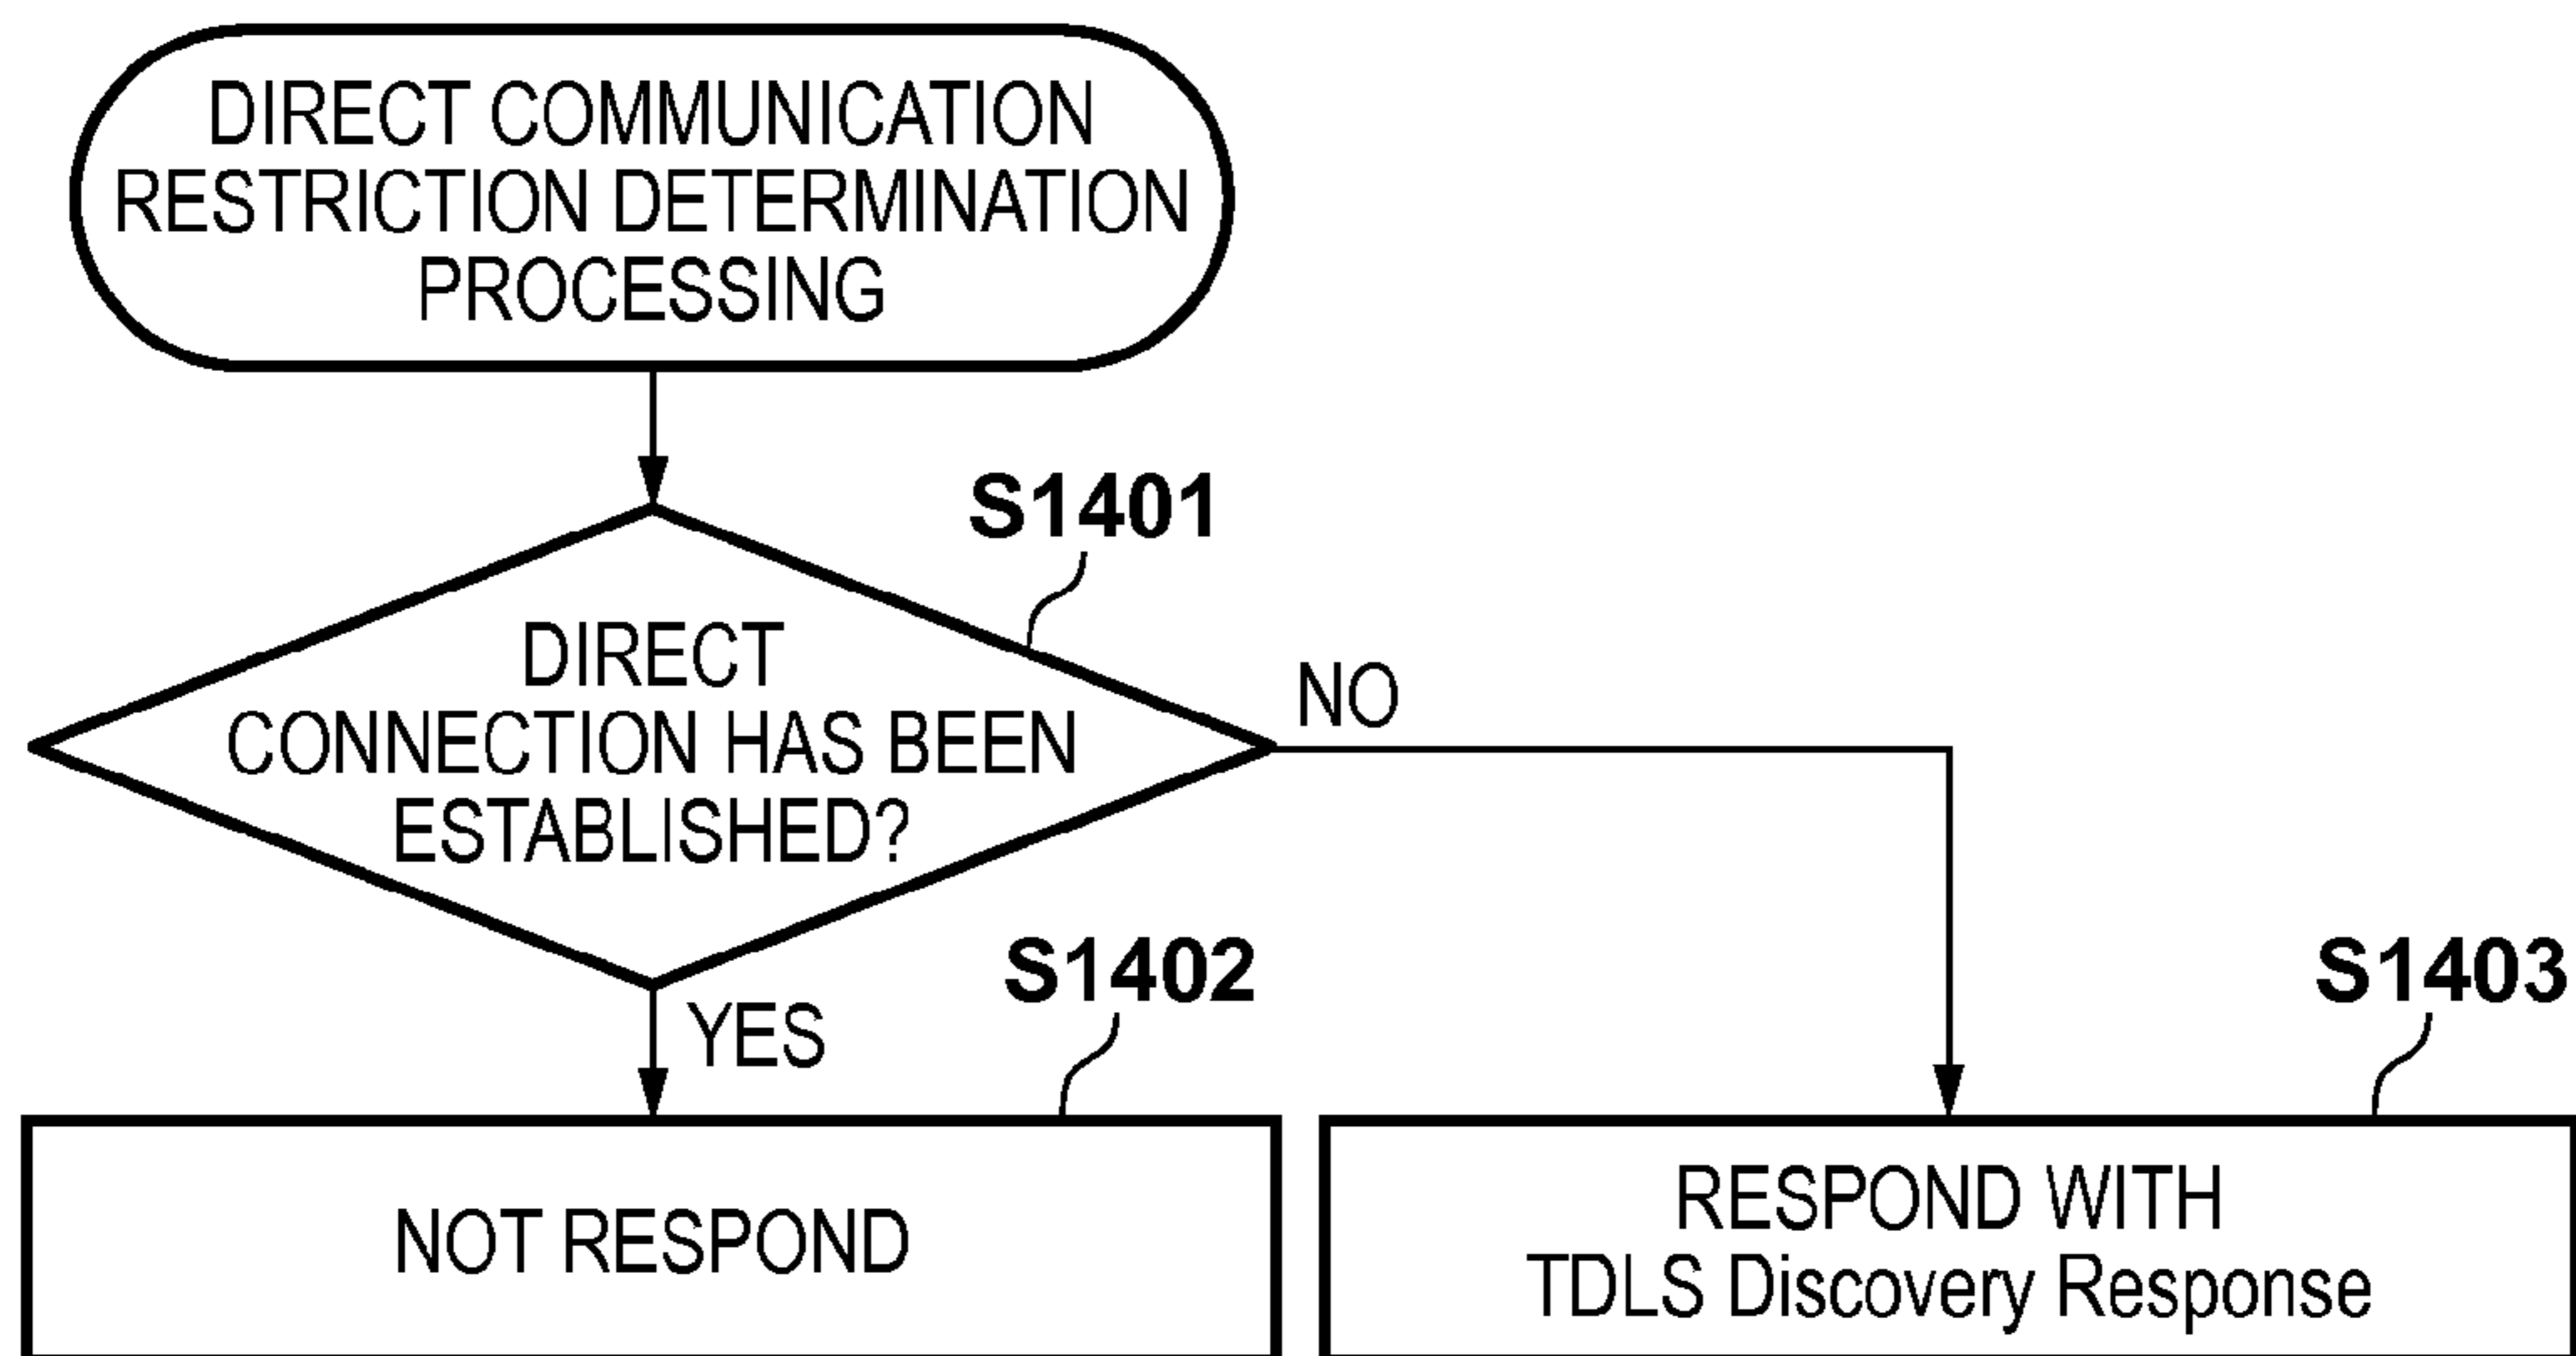 DIRECT COMMUNICATION
RESTRICTION DETERMINATION
PROCESSING
S1401
DIRECT
CONNECTION HAS BEEN
ESTABLISHED?
NO
YES
S1402
S1403
NOT RESPOND
RESPOND WITH
TDLS Discovery Response